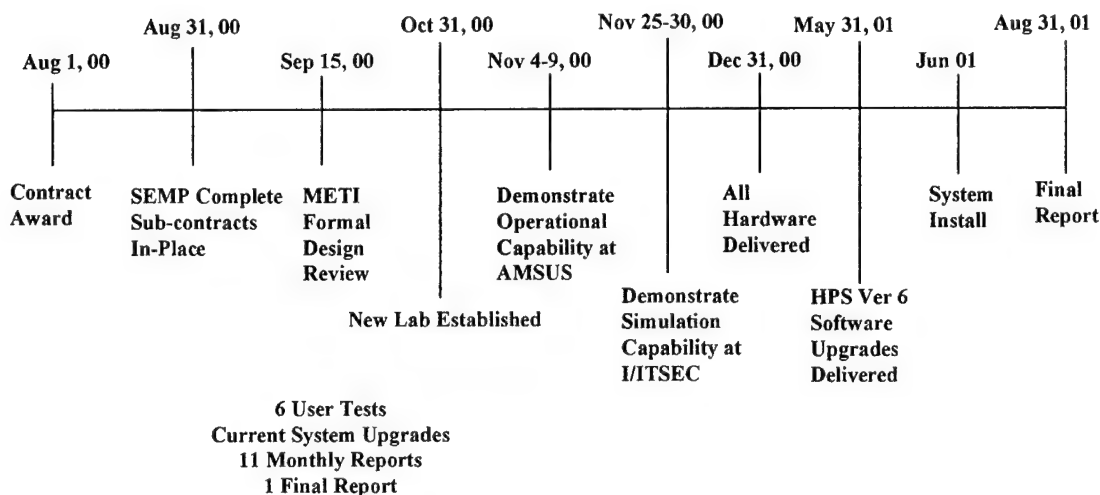 Aug 1, 00
Aug 31, 00
Sep 15, 00
Oct 31, 00
Nov 4-9, 00
Nov 25-30, 00
Dec 31, 00
May 31, 01
Jun 01
Aug 31, 01
Contract
Award
SEMP Complete
Sub-contracts
In-Place
METI
Formal
Design
Review
New Lab Established
Demonstrate
Operational
Capability at
AMSUS
Demonstrate
Simulation
Capability at
I/ITSEC
All
Hardware
Delivered
HPS Ver 6
Software
Upgrades
Delivered
System
Install
Final
Report
6 User Tests
Current System Upgrades
11 Monthly Reports
1 Final Report